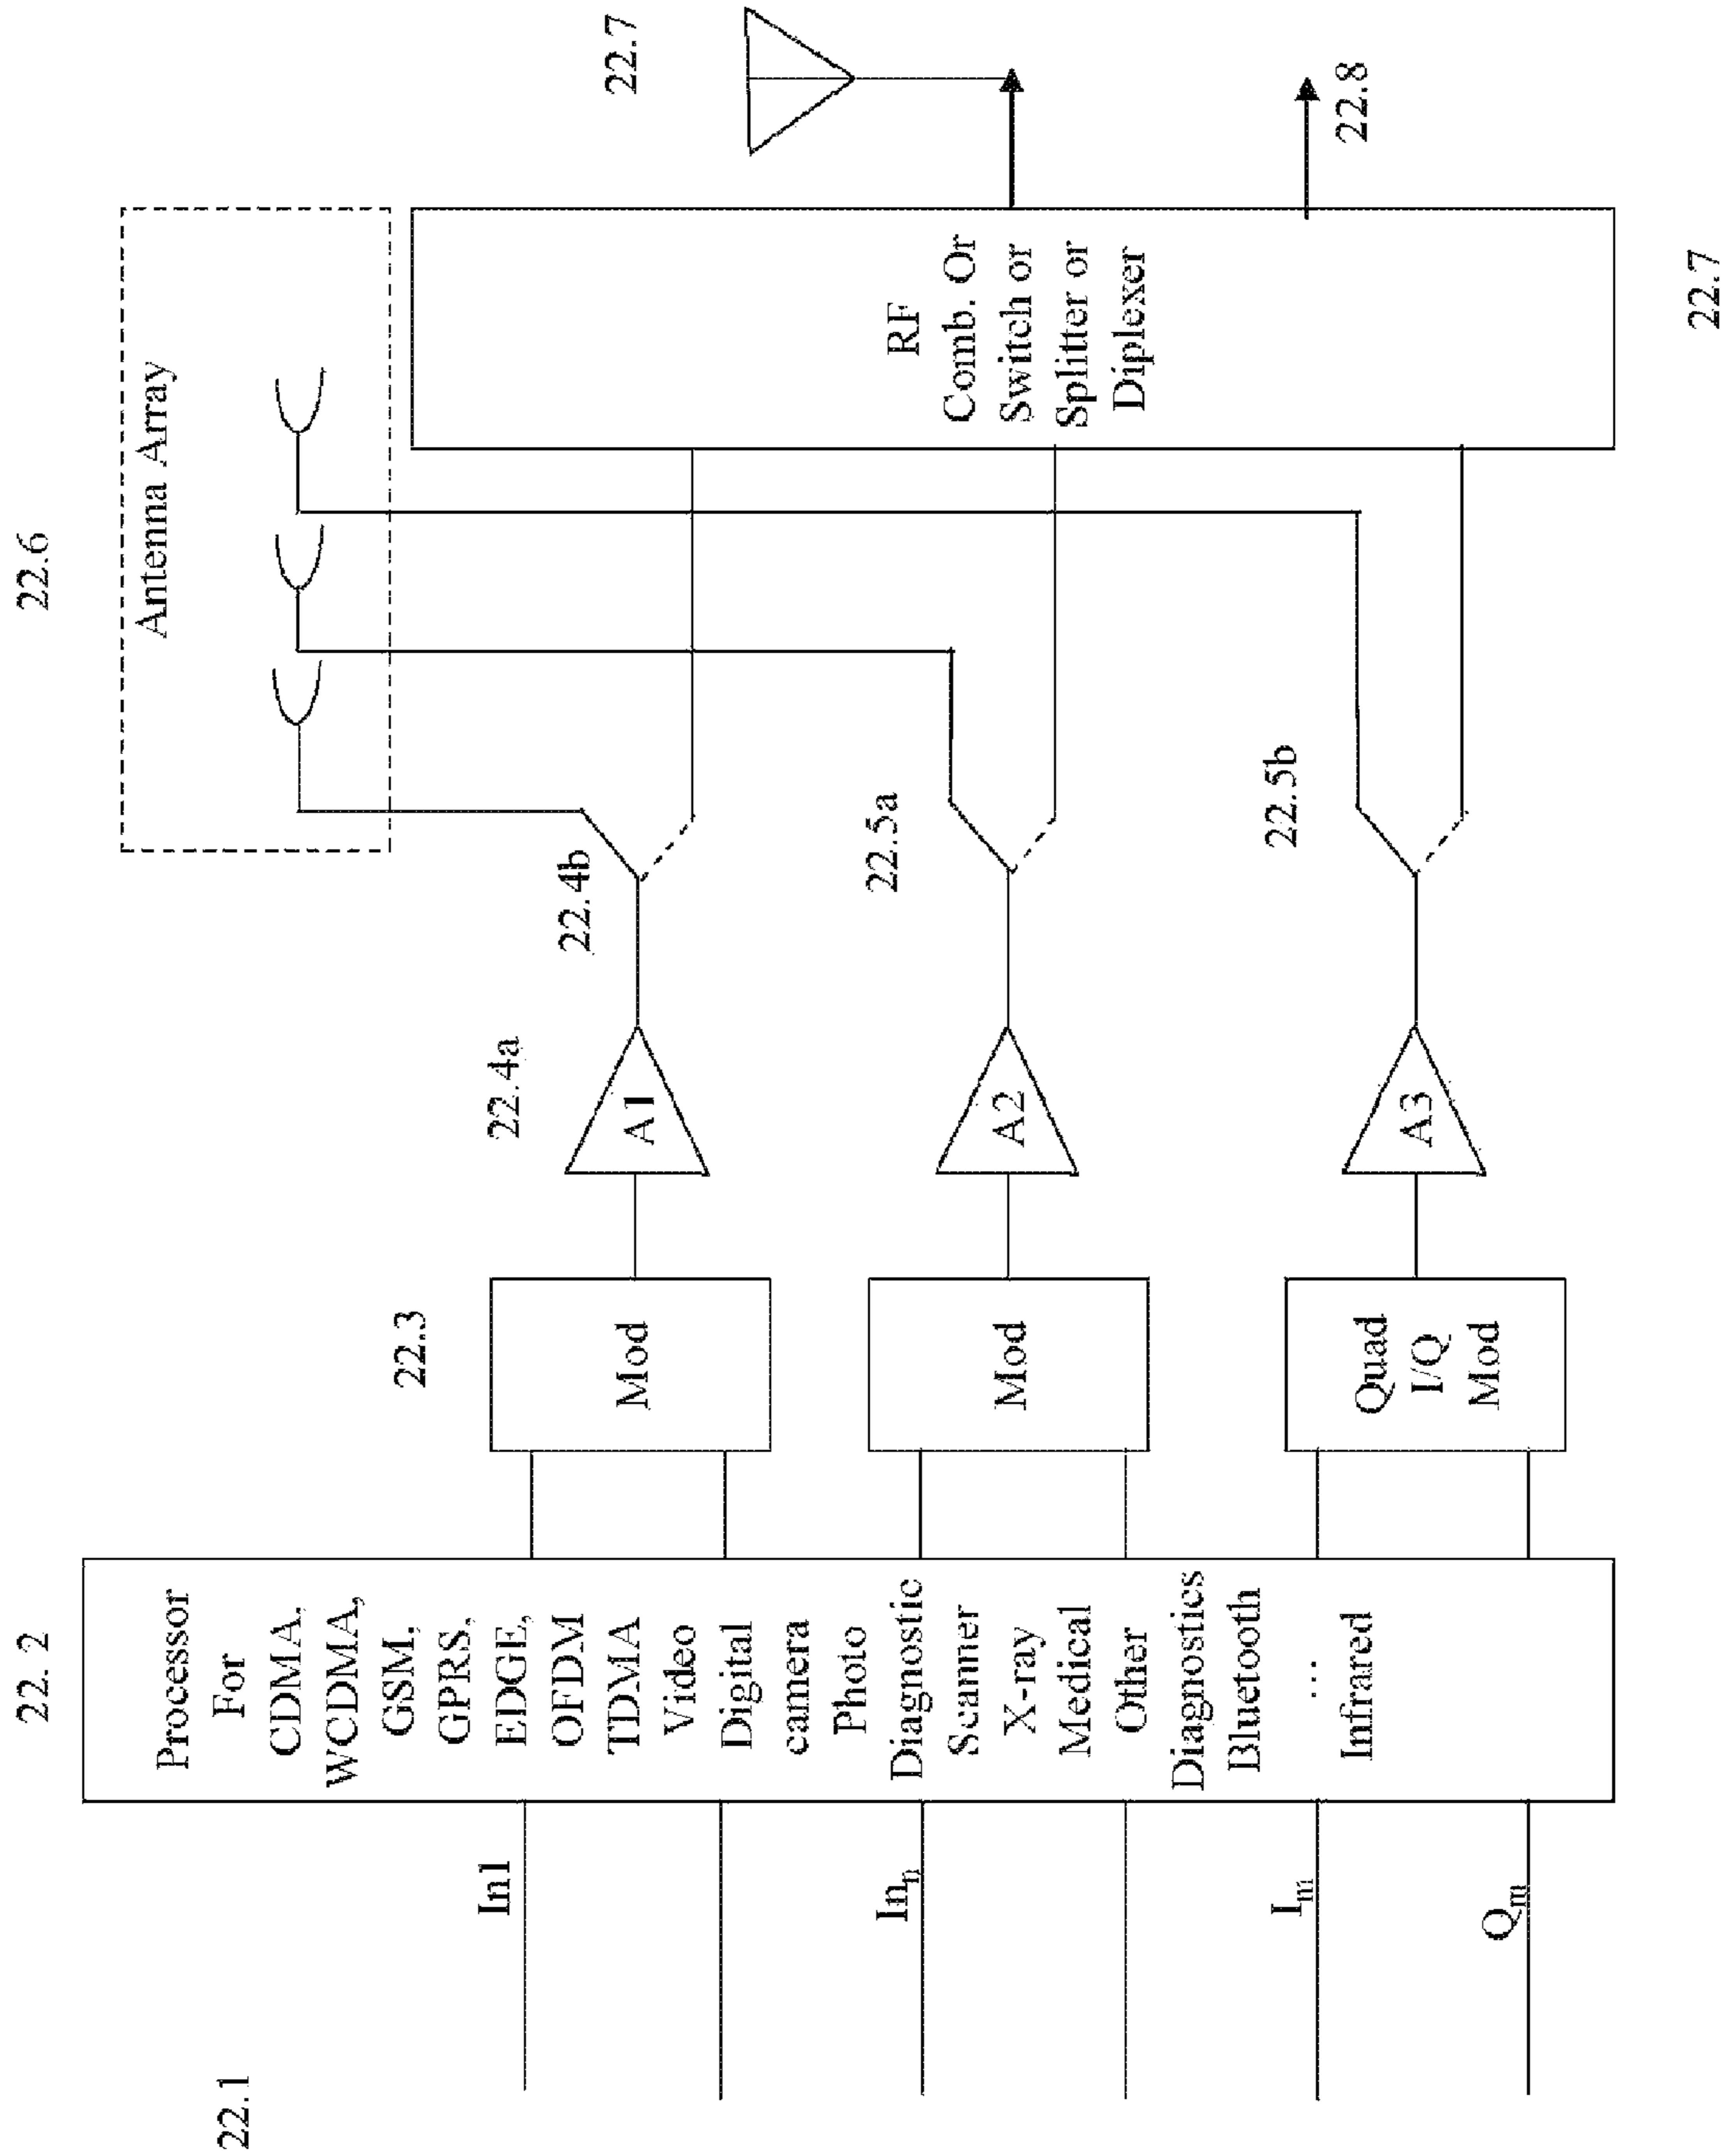 22.1
In1
In_n
I_m
Q_m
22. 2
Processor
For
CDMA,
WCDMA,
GSM,
GPRS,
EDGE,
OFDM
TDMA
Video
Digital
camera
Photo
Diagnostic
Scanner
X-ray
Medical
Other
Diagnostics
Bluetooth
...
Infrared
22.3
Mod
Mod
Quad
I/Q
Mod
22.4a
A1
A2
A3
22.4b
22.5a
22.5b
22.6
Antenna Array
RF
Comb. Or
Switch or
Splitter or
Diplexer
22.7
22.7
22.8